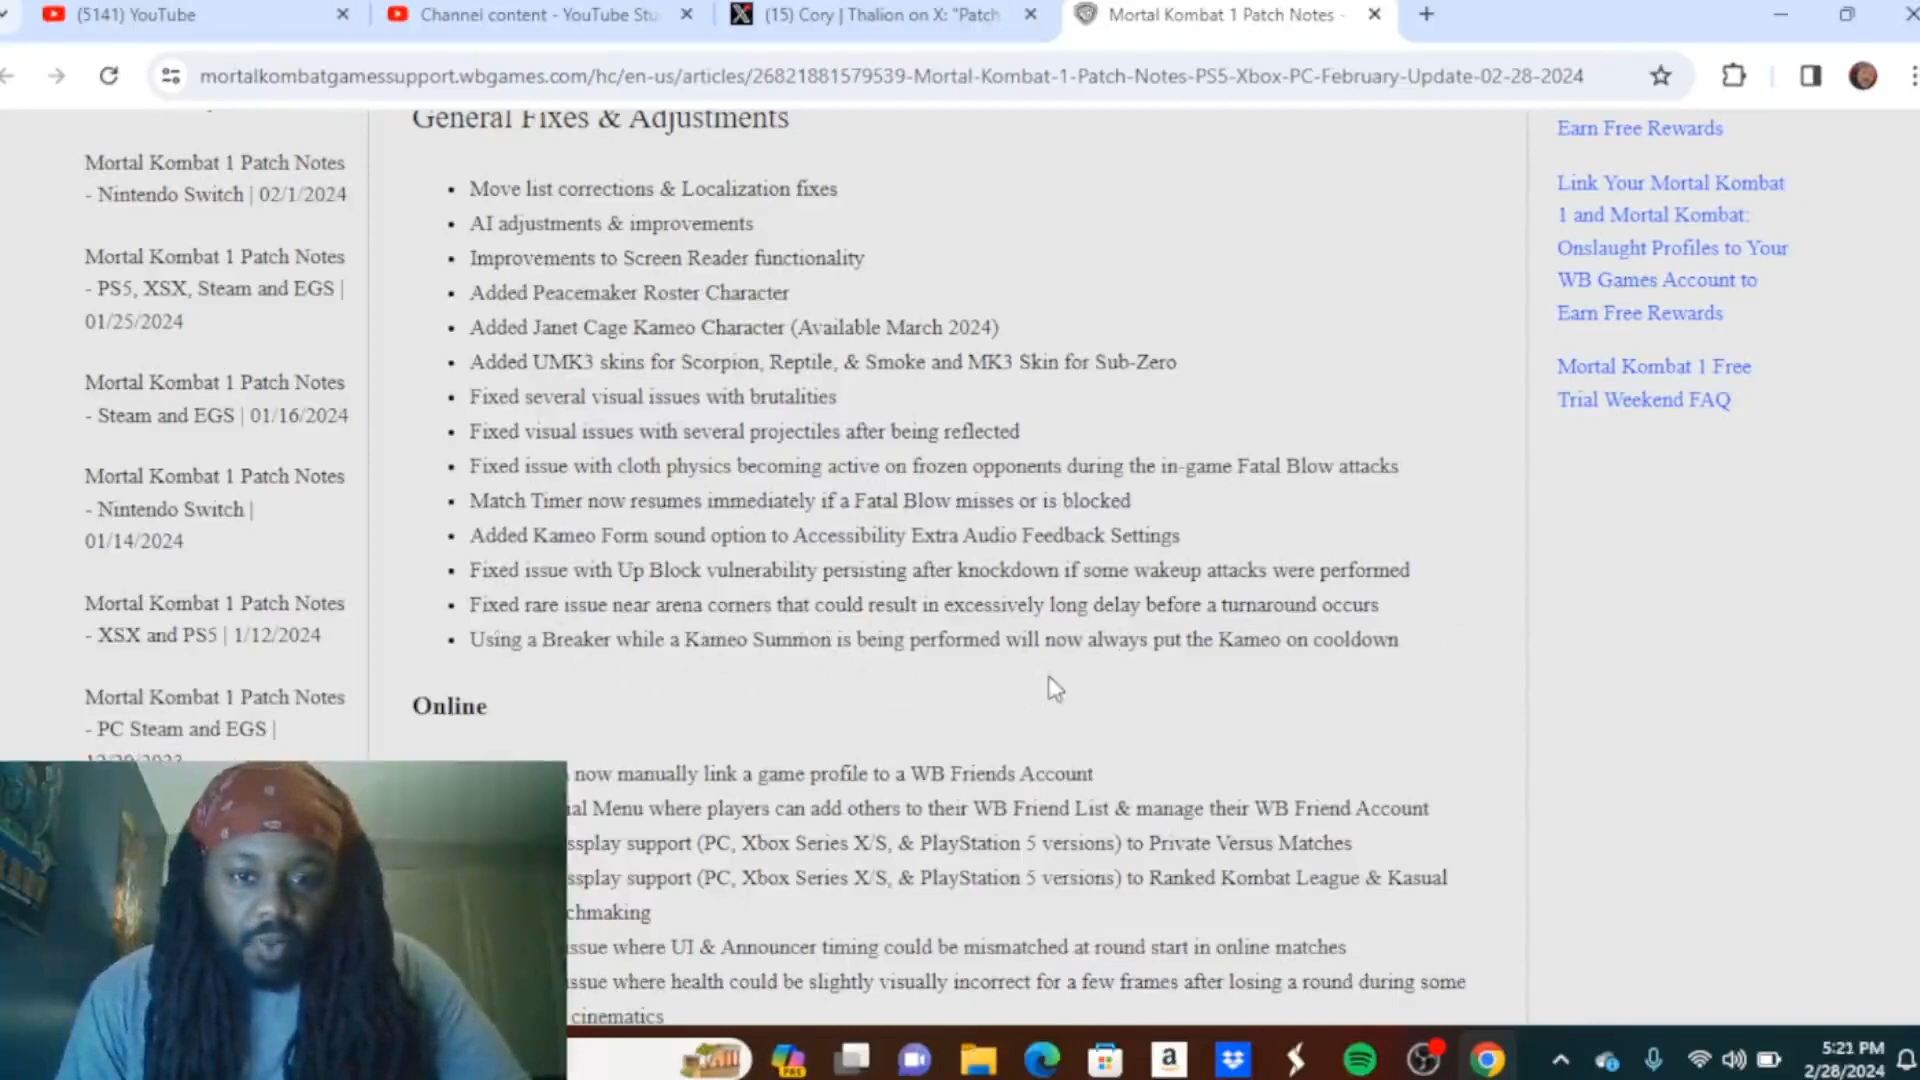 (5141) YouTube
Channel content - YouTube Stu
(15) Cory | Thalion on X: "Patch
Mortal Kombat 1 Patch Notes -
mortalkombatgamessupport.wbgames.com/hc/en-us/articles/26821881579539-Mortal-Kombat-1-Patch-Notes-PS5-Xbox-PC-February-Update-02-28-2024
Mortal Kombat 1 Patch Notes
- Nintendo Switch | 02/1/2024
Mortal Kombat 1 Patch Notes
- PS5, XSX, Steam and EGS |
01/25/2024
Mortal Kombat 1 Patch Notes
- Steam and EGS | 01/16/2024
Mortal Kombat 1 Patch Notes
- Nintendo Switch |
01/14/2024
Mortal Kombat 1 Patch Notes
- XSX and PS5 | 1/12/2024
Mortal Kombat 1 Patch Notes
- PC Steam and EGS |
General Fixes & Adjustments
• Move list corrections & Localization fixes
• AI adjustments & improvements
• Improvements to Screen Reader functionality
• Added Peacemaker Roster Character
• Added Janet Cage Kameo Character (Available March 2024)
• Added UMK3 skins for Scorpion, Reptile, & Smoke and MK3 Skin for Sub-Zero
• Fixed several visual issues with brutalities
• Fixed visual issues with several projectiles after being reflected
• Fixed issue with cloth physics becoming active on frozen opponents during the in-game Fatal Blow attacks
• Match Timer now resumes immediately if a Fatal Blow misses or is blocked
• Added Kameo Form sound option to Accessibility Extra Audio Feedback Settings
• Fixed issue with Up Block vulnerability persisting after knockdown if some wakeup attacks were performed
• Fixed rare issue near arena corners that could result in excessively long delay before a turnaround occurs
• Using a Breaker while a Kameo Summon is being performed will now always put the Kameo on cooldown
Online
now manually link a game profile to a WB Friends Account
ial Menu where players can add others to their WB Friend List & manage their WB Friend Account
ssplay support (PC, Xbox Series X/S, & PlayStation 5 versions) to Private Versus Matches
ssplay support (PC, Xbox Series X/S, & PlayStation 5 versions) to Ranked Kombat League & Kasual
chmaking
ssue where UI & Announcer timing could be mismatched at round start in online matches
ssue where health could be slightly visually incorrect for a few frames after losing a round during some
cinematics
Earn Free Rewards
Link Your Mortal Kombat
1 and Mortal Kombat:
Onslaught Profiles to Your
WB Games Account to
Earn Free Rewards
Mortal Kombat 1 Free
Trial Weekend FAQ
PRE
5:21 PM
2/28/2024